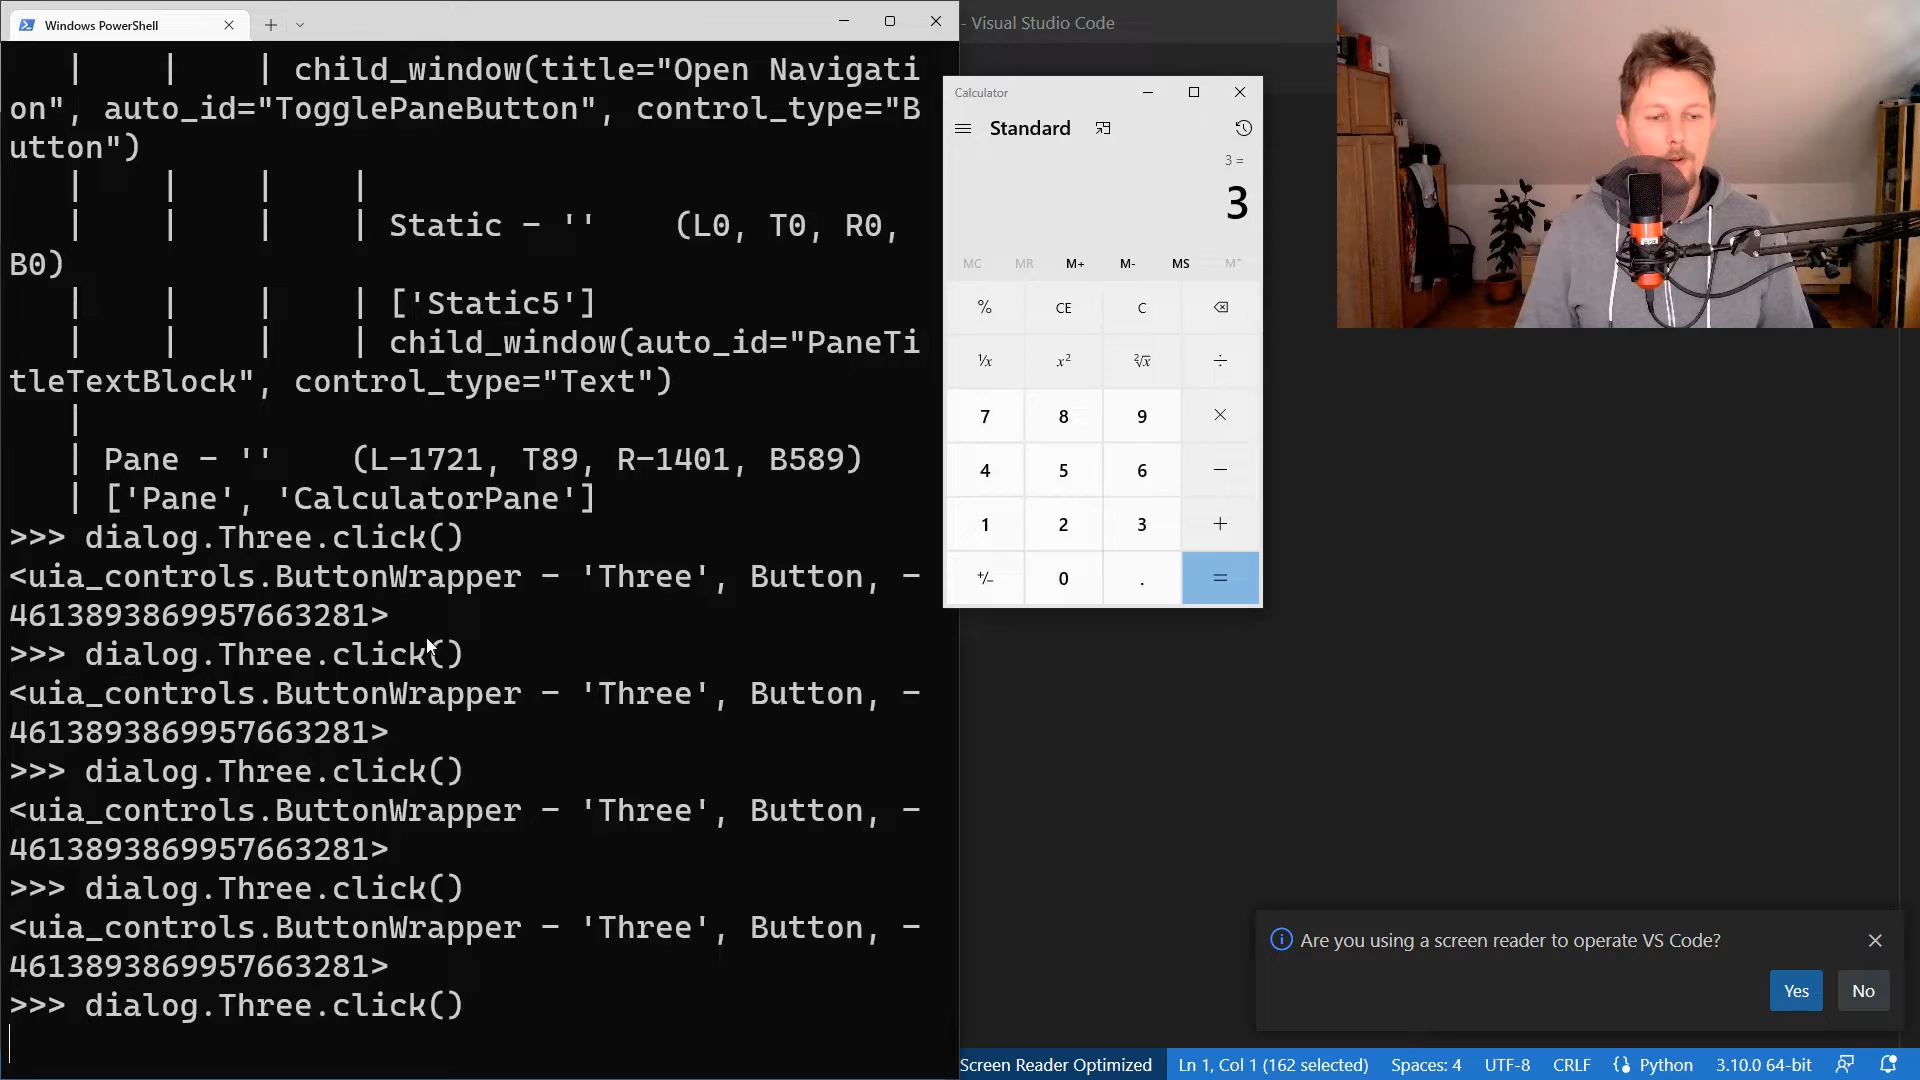 Windows PowerShell
- Visual Studio Code
|    |    | child_window(title="Open Navigati
on", auto_id="TogglePaneButton", control_type="B
utton")
|    |    |    |
|    |    |    | Static - ''    (L0, T0, R0,
B0)
|    |    |    | ['Static5']
|    |    |    | child_window(auto_id="PaneTi
tleTextBlock", control_type="Text")
|
| Pane - ''    (L-1721, T89, R-1401, B589)
| ['Pane', 'CalculatorPane']
>>> dialog.Three.click()
<uia_controls.ButtonWrapper - 'Three', Button, -
4613893869957663281>
>>> dialog.Three.click()
<uia_controls.ButtonWrapper - 'Three', Button, -
4613893869957663281>
>>> dialog.Three.click()
<uia_controls.ButtonWrapper - 'Three', Button, -
4613893869957663281>
>>> dialog.Three.click()
<uia_controls.ButtonWrapper - 'Three', Button, -
4613893869957663281>
>>> dialog.Three.click()
Calculator
Standard
3 =
3
MC MR M+ M- MS M˅
% CE C
¹/x x² ²√x ÷
7 8 9 ×
4 5 6 −
1 2 3 +
+/− 0 . =
Are you using a screen reader to operate VS Code?
Yes No
Screen Reader Optimized Ln 1, Col 1 (162 selected) Spaces: 4 UTF-8 CRLF Python 3.10.0 64-bit